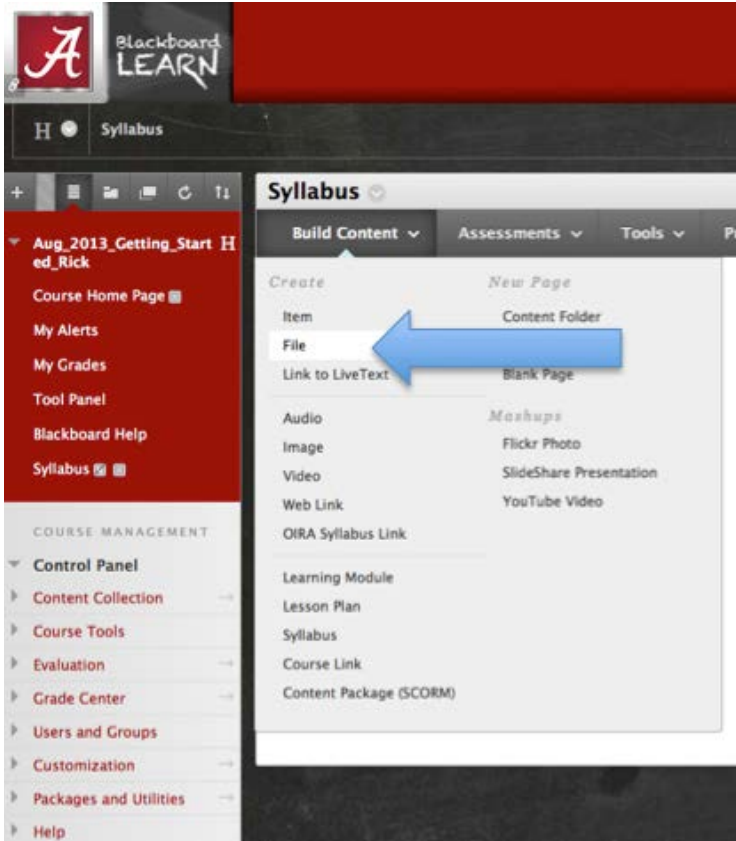 A
Blackboard
LEARN
H Syllabus
Syllabus
Build Content Assessments Tools
Aug_2013_Getting_Start H
ed_Rick
Course Home Page
My Alerts
My Grades
Tool Panel
Blackboard Help
Syllabus
COURSE MANAGEMENT
Control Panel
Content Collection
Course Tools
Evaluation
Grade Center
Users and Groups
Customization
Packages and Utilities
Help
Create
Item
File
Link to LiveText
Audio
Image
Video
Web Link
OIRA Syllabus Link
Learning Module
Lesson Plan
Syllabus
Course Link
Content Package (SCORM)
New Page
Content Folder
Blank Page
Mashups
Flickr Photo
SlideShare Presentation
YouTube Video